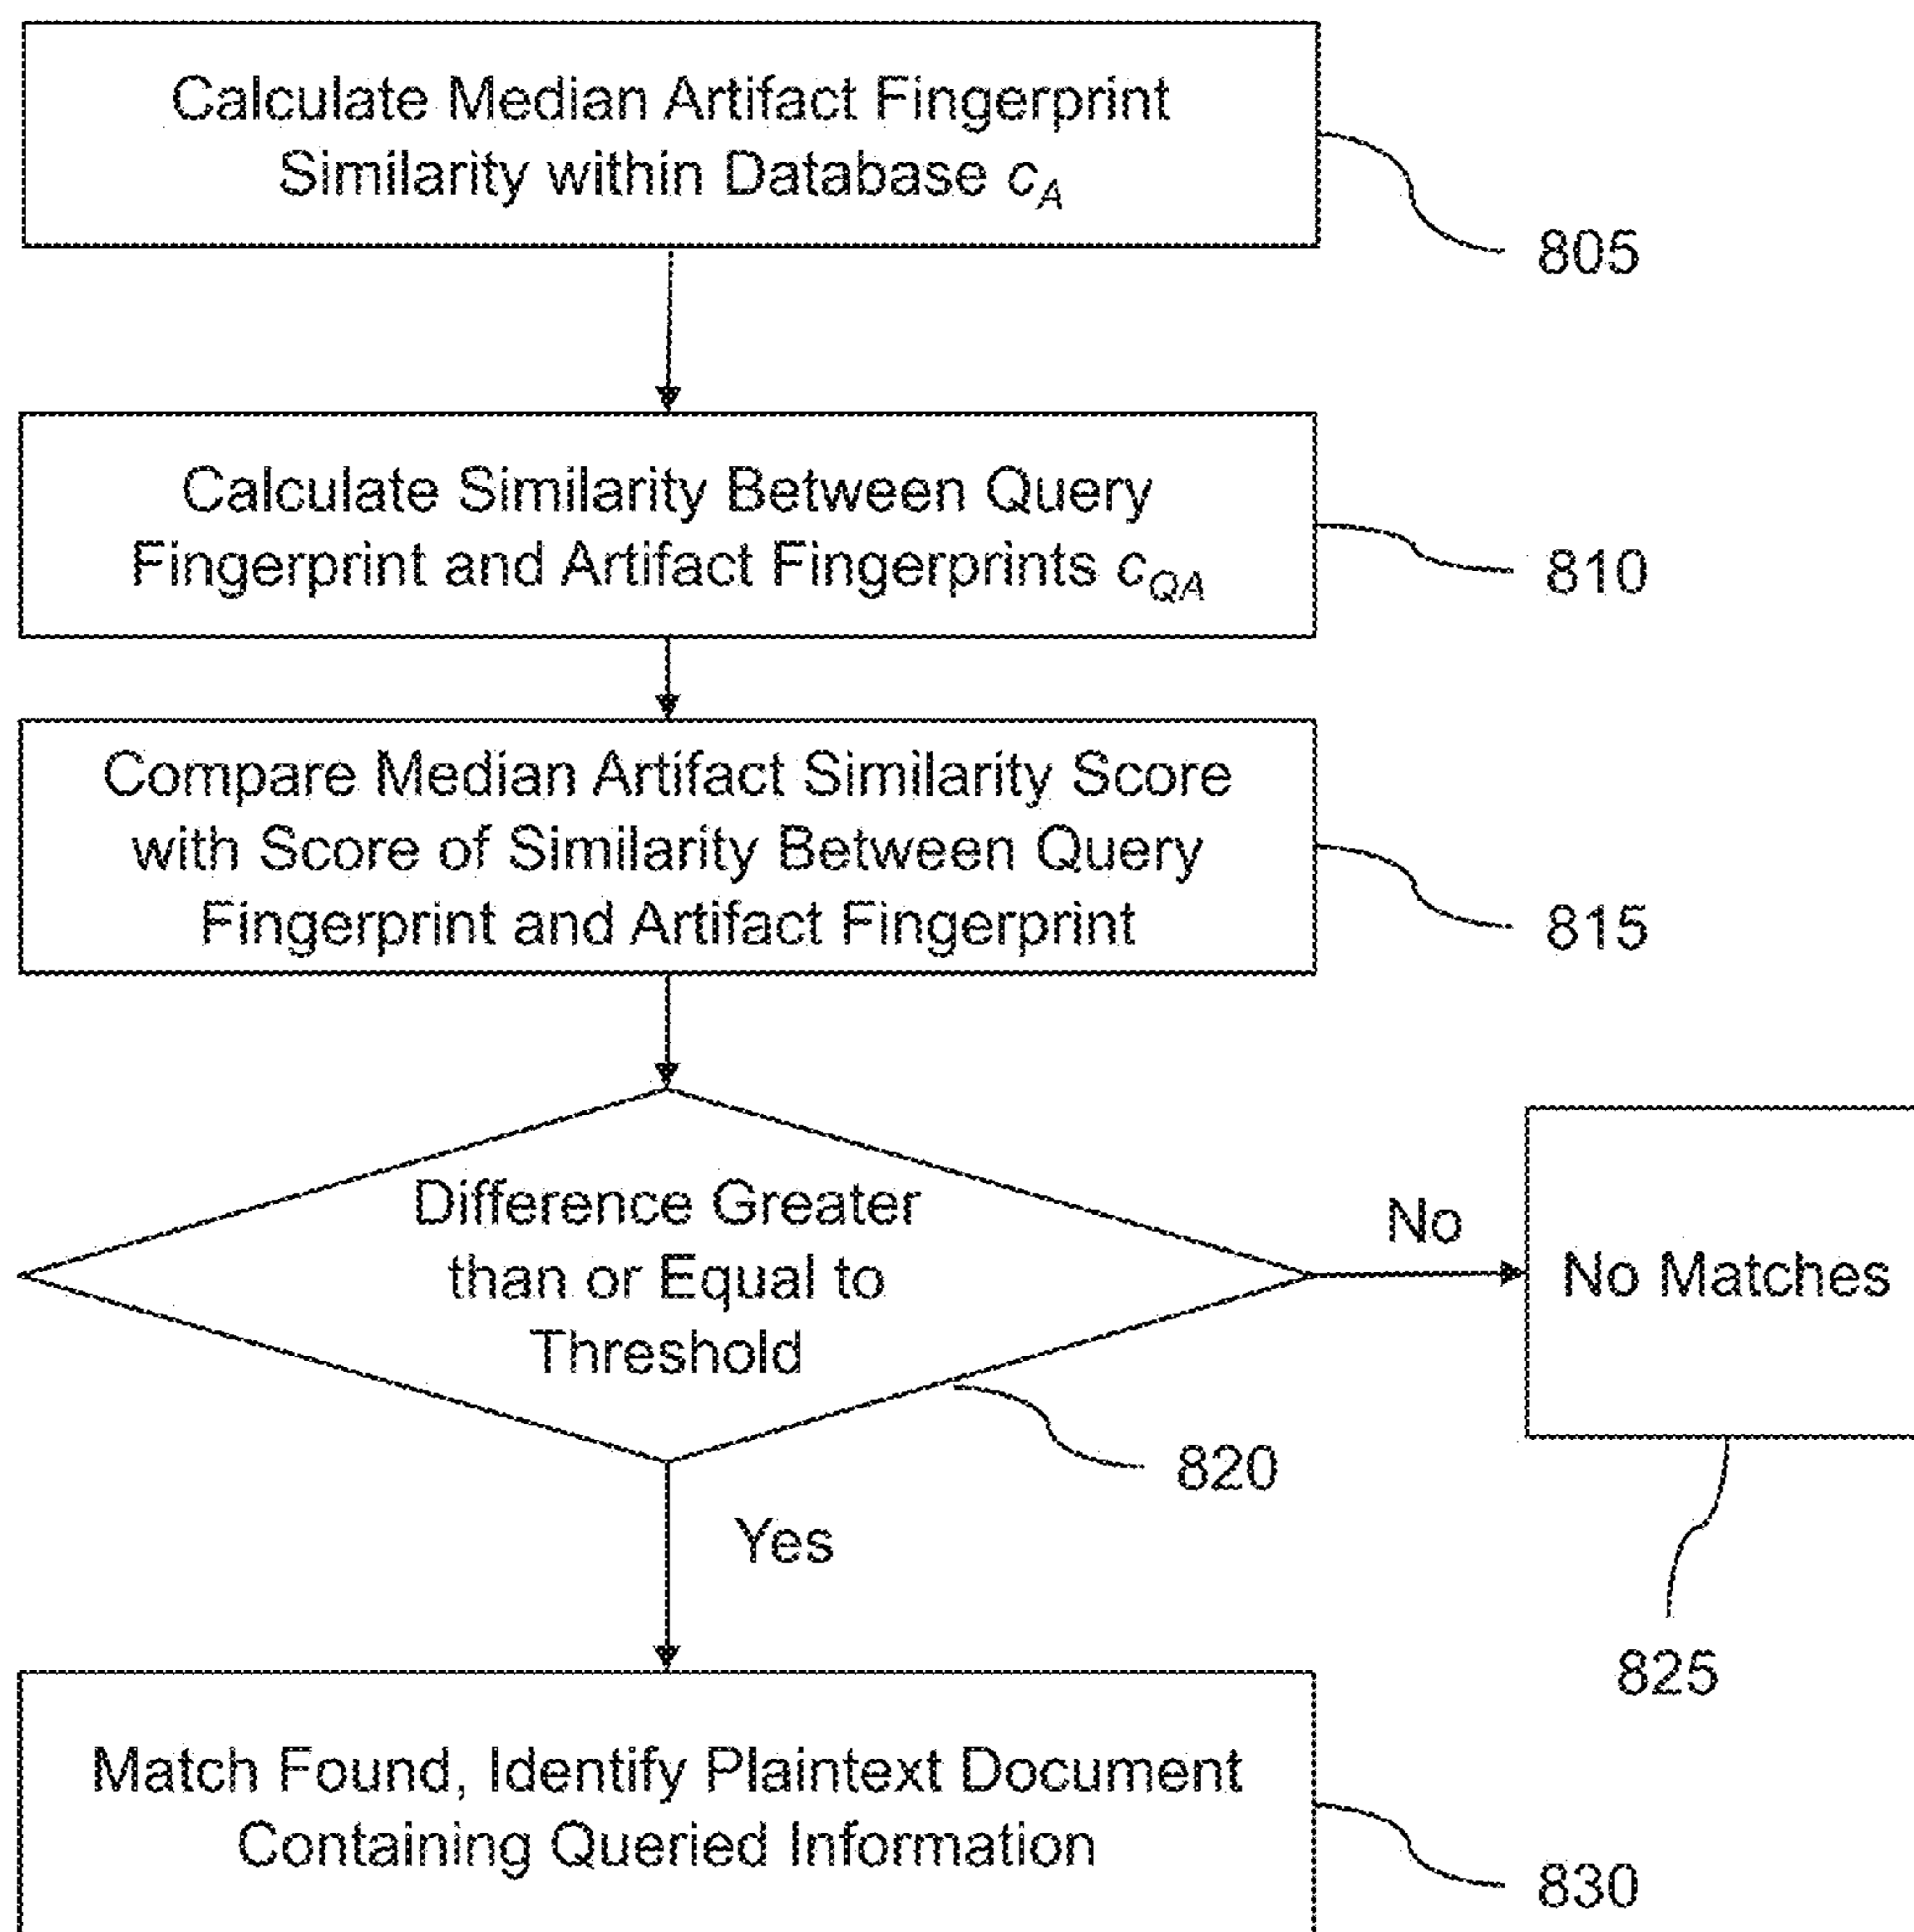 Calculate Median Artifact Fingerprint
Similarity within Database c_A
805
Calculate Similarity Between Query
Fingerprint and Artifact Fingerprints c_QA
810
Compare Median Artifact Similarity Score
with Score of Similarity Between Query
Fingerprint and Artifact Fingerprint
815
Difference Greater
than or Equal to
Threshold
820
No
No Matches
825
Yes
Match Found, Identify Plaintext Document
Containing Queried Information
830